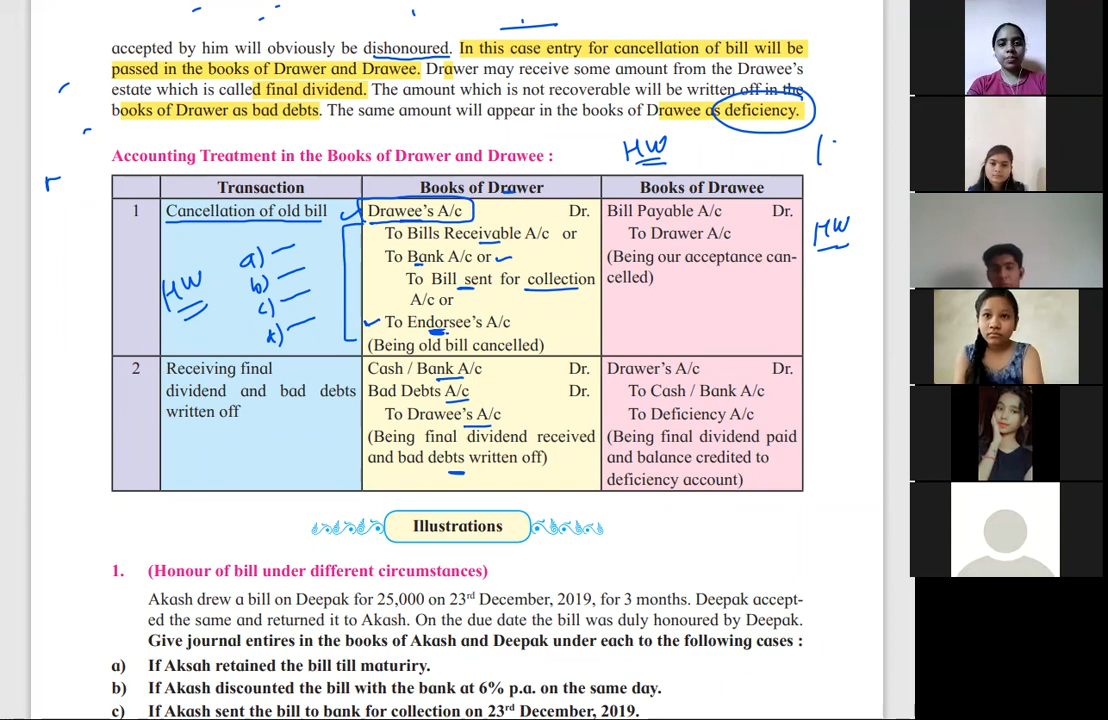 accepted by him will obviously be dishonoured. In this case entry for cancellation of bill will be
passed in the books of Drawer and Drawee. Drawer may receive some amount from the Drawee's
estate which is called final dividend. The amount which is not recoverable will be written off in the
books of Drawer as bad debts. The same amount will appear in the books of Drawee as deficiency.
HW
Accounting Treatment in the Books of Drawer and Drawee :
Transaction
Books of Drawer
Books of Drawee
1
Cancellation of old bill
a)
b)
c)
HW
Drawee's A/c Dr.
To Bills Receivable A/c or
To Bank A/c or
To Bill sent for collection
A/c or
To Endorsee's A/c
(Being old bill cancelled)
Bill Payable A/c Dr.
To Drawer A/c
(Being our acceptance can-
celled)
HW
2
Receiving final
dividend and bad debts
written off
Cash / Bank A/c Dr.
Bad Debts A/c Dr.
To Drawee's A/c
(Being final dividend received
and bad debts written off)
Drawer's A/c Dr.
To Cash / Bank A/c
To Deficiency A/c
(Being final dividend paid
and balance credited to
deficiency account)
Illustrations
1. (Honour of bill under different circumstances)
Akash drew a bill on Deepak for 25,000 on 23rd December, 2019, for 3 months. Deepak accept-
ed the same and returned it to Akash. On the due date the bill was duly honoured by Deepak.
Give journal entires in the books of Akash and Deepak under each to the following cases :
a) If Aksah retained the bill till maturiry.
b) If Akash discounted the bill with the bank at 6% p.a. on the same day.
c) If Akash sent the bill to bank for collection on 23rd December, 2019.